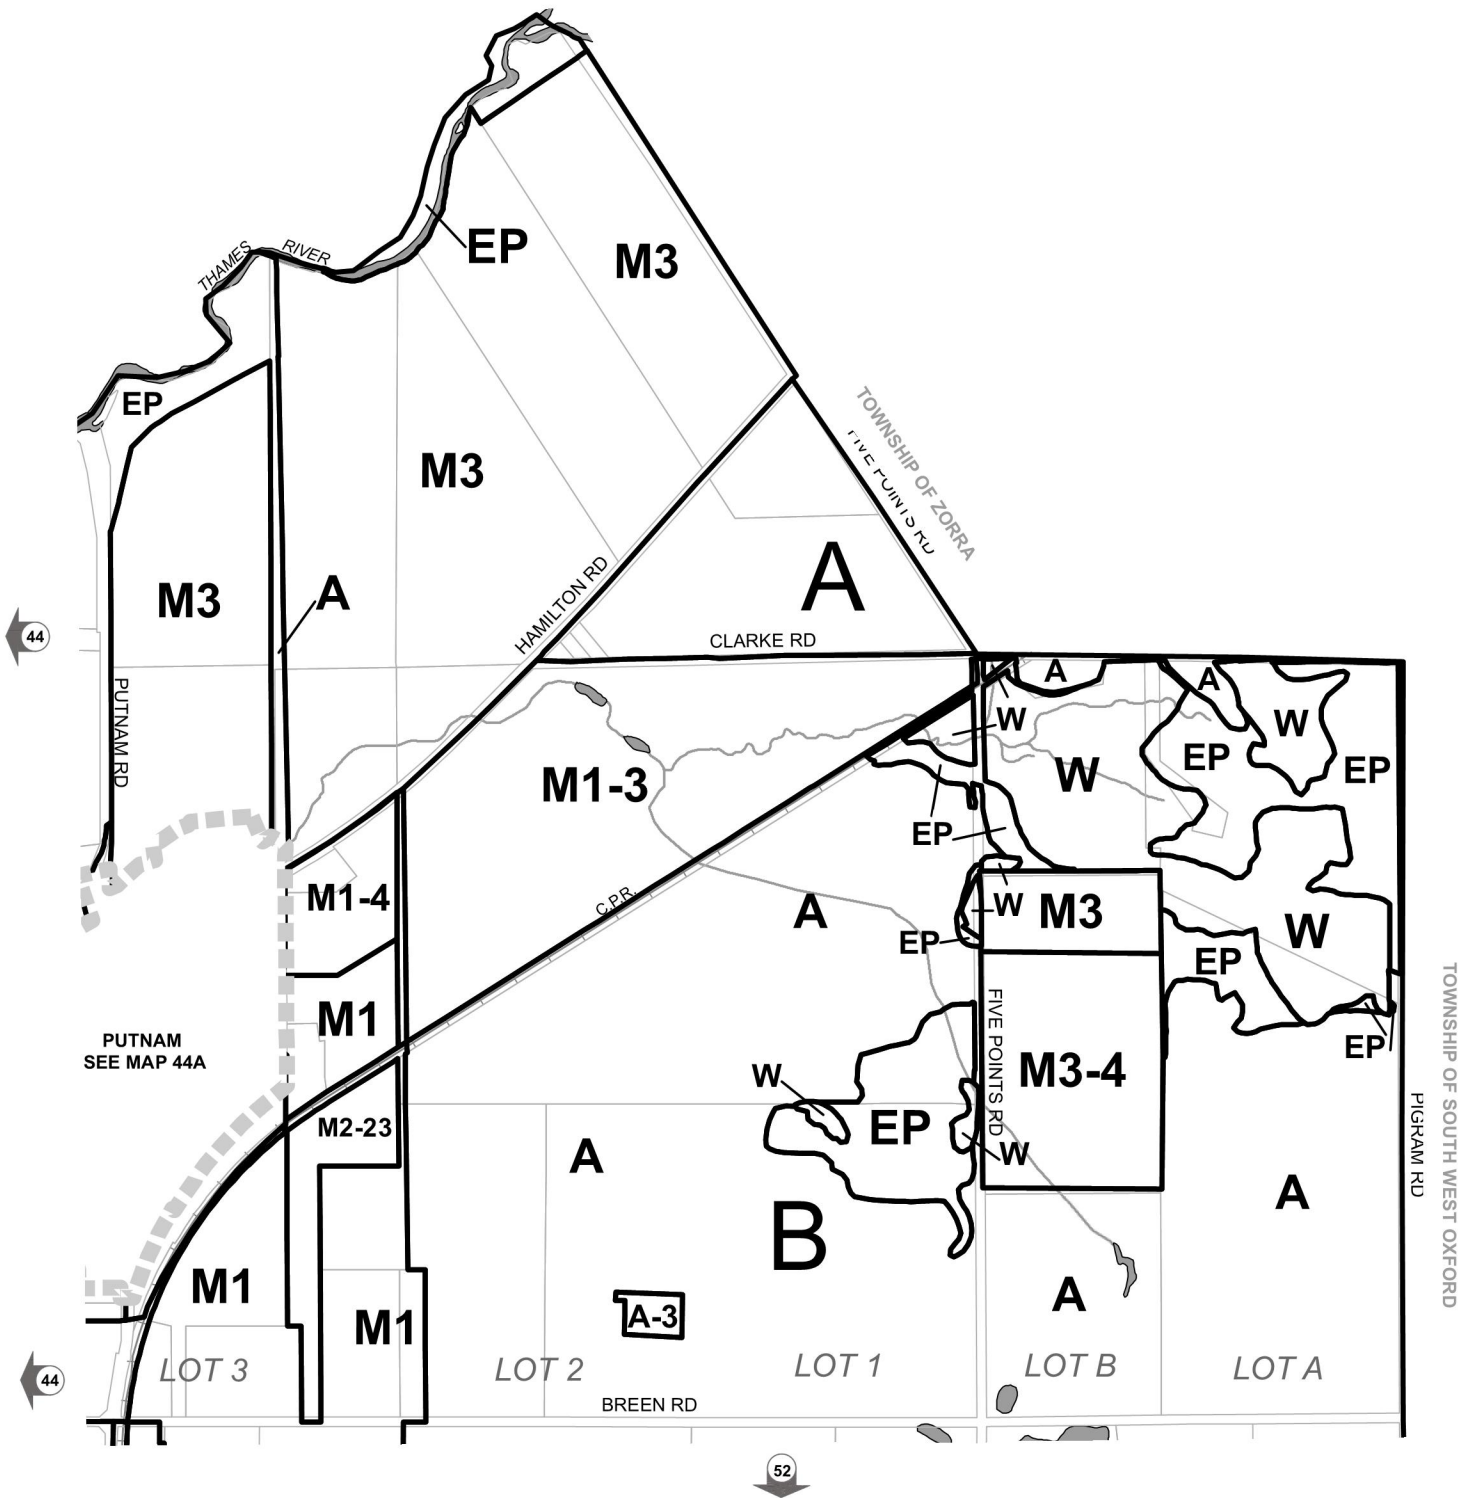 EP
M3
THAMES
RIVER
EP
M3
M3
A
TOWNSHIP OF ZORRA
FIVE POINTS RD
A
HAMILTON RD
CLARKE RD
44
PUTNAM RD
A
A
W
W
EP
W
EP
M1-3
EP
M1-4
C.P.R.
A
W
M3
EP
W
EP
M1
FIVE POINTS RD
M3-4
EP
PUTNAM
SEE MAP 44A
W
M2-23
A
EP
W
A
PIGRAM RD
TOWNSHIP OF SOUTH WEST OXFORD
B
M1
M1
A-3
A
LOT 3
LOT 2
LOT 1
LOT B
LOT A
44
BREEN RD
52